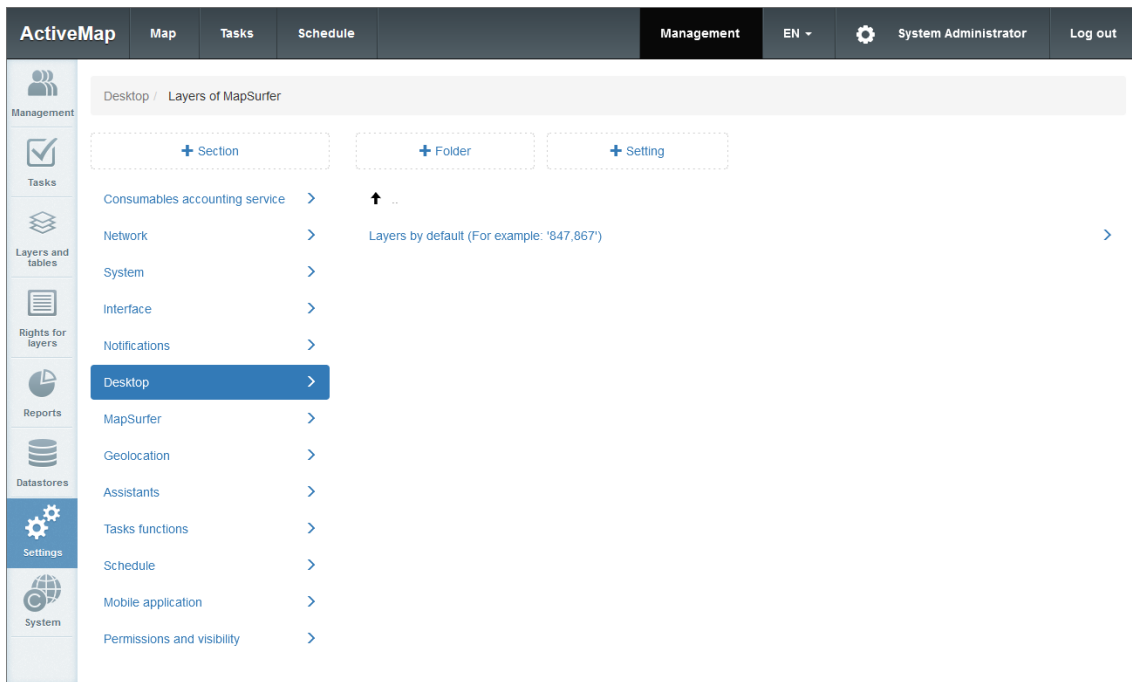 ActiveMap Map Tasks Schedule Management EN System Administrator Log out
Management
Tasks
Layers and
tables
Rights for
layers
Reports
Datastores
Settings
System
Desktop / Layers of MapSurfer
+ Section
+ Folder
+ Setting
Consumables accounting service
Network
System
Interface
Notifications
Desktop
MapSurfer
Geolocation
Assistants
Tasks functions
Schedule
Mobile application
Permissions and visibility
..
Layers by default (For example: '847,867')